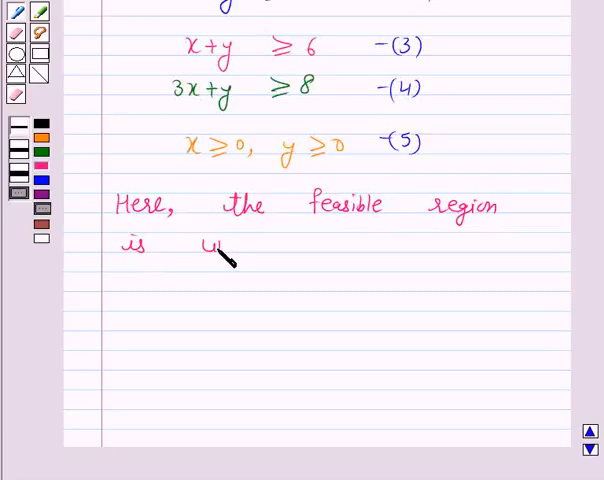 x+y ≥ 6 -(3)
3x+y ≥ 8 -(4)
x ≥ 0, y ≥ 0 -(5)
Here, the feasible region
is